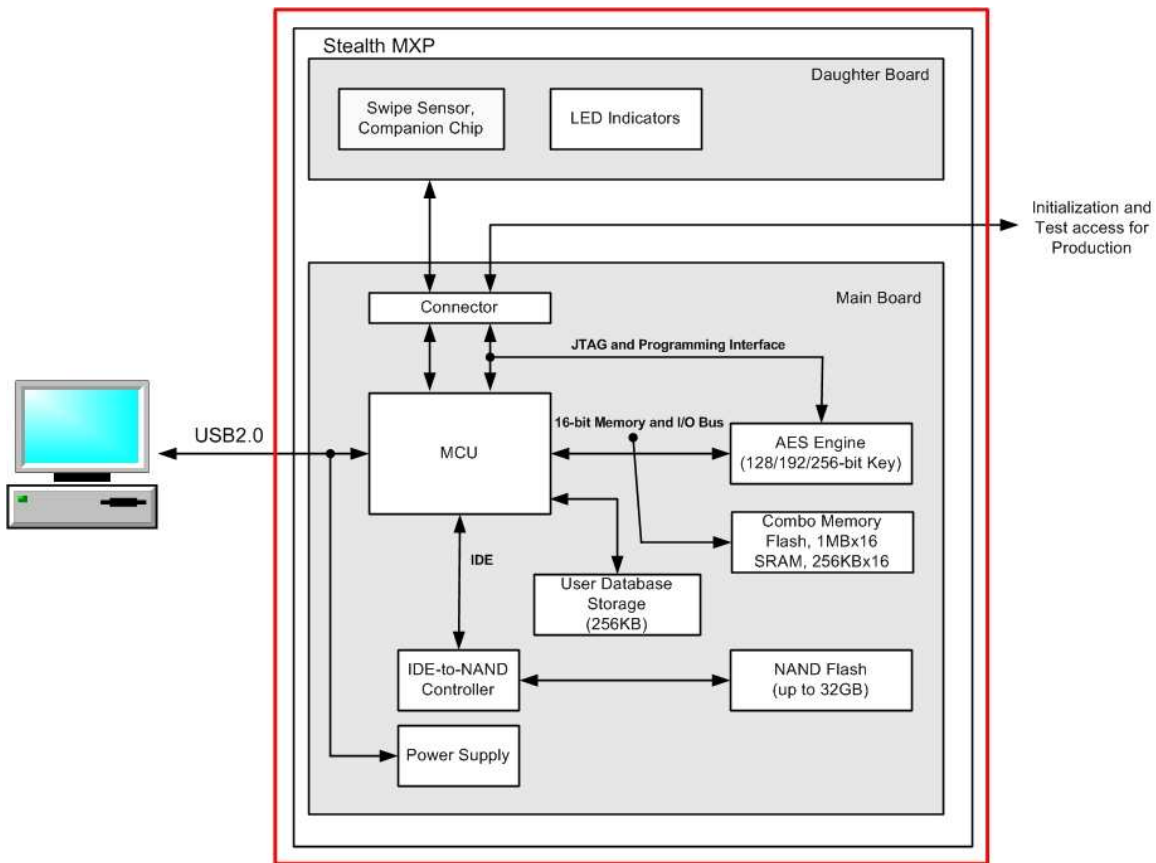 Stealth MXP
Daughter Board
Swipe Sensor,
Companion Chip
LED Indicators
Initialization and
Test access for
Production
Main Board
Connector
JTAG and Programming Interface
USB2.0
MCU
16-bit Memory and I/O Bus
AES Engine
(128/192/256-bit Key)
Combo Memory
Flash, 1MBx16
SRAM, 256KBx16
IDE
User Database
Storage
(256KB)
IDE-to-NAND
Controller
NAND Flash
(up to 32GB)
Power Supply